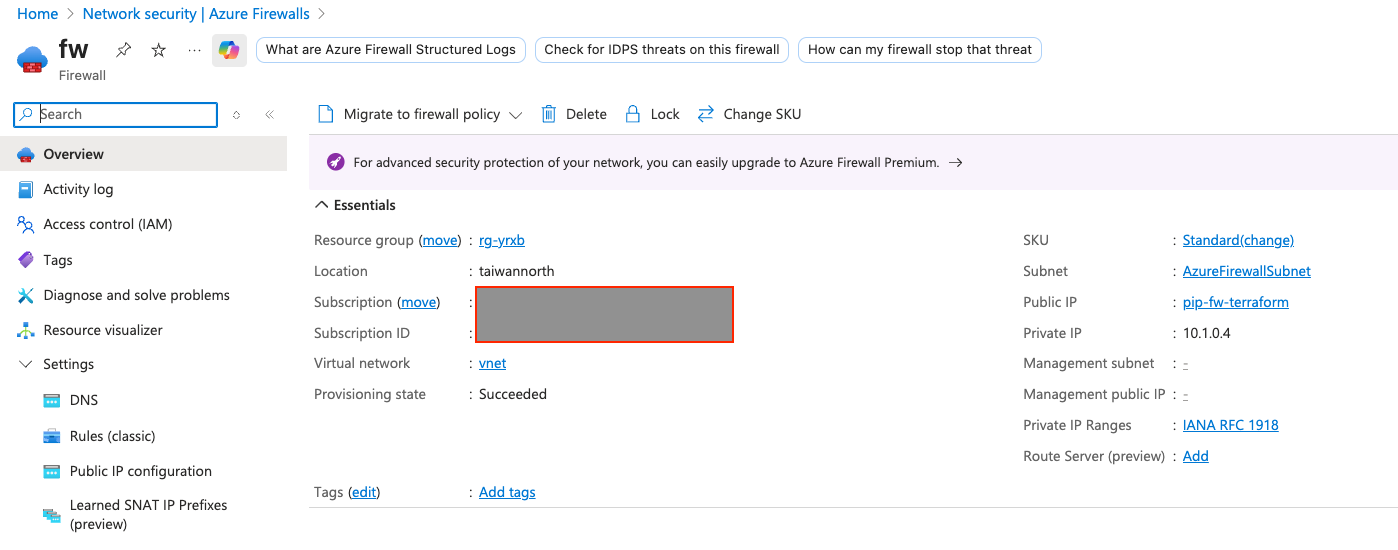 Home > Network security | Azure Firewalls >
fw
Firewall
What are Azure Firewall Structured Logs
Check for IDPS threats on this firewall
How can my firewall stop that threat
Search
Overview
Activity log
Access control (IAM)
Tags
Diagnose and solve problems
Resource visualizer
Settings
DNS
Rules (classic)
Public IP configuration
Learned SNAT IP Prefixes
(preview)
Migrate to firewall policy
Delete
Lock
Change SKU
For advanced security protection of your network, you can easily upgrade to Azure Firewall Premium. →
Essentials
Resource group (move) : rg-yrxb
Location : taiwannorth
Subscription (move) :
Subscription ID :
Virtual network : vnet
Provisioning state : Succeeded
SKU : Standard(change)
Subnet : AzureFirewallSubnet
Public IP : pip-fw-terraform
Private IP : 10.1.0.4
Management subnet : -
Management public IP : -
Private IP Ranges : IANA RFC 1918
Route Server (preview) : Add
Tags (edit) : Add tags